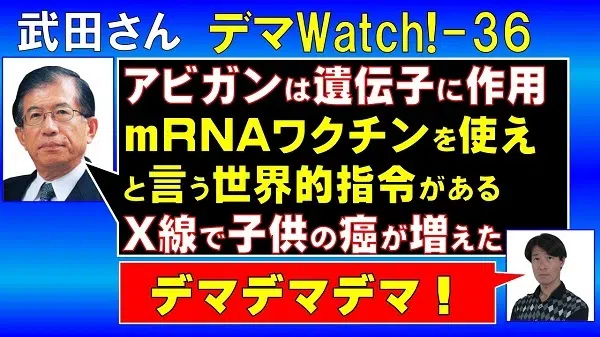 武田さん デマWatch!-36
アビガンは遺伝子に作用
mRNAワクチンを使え
と言う世界的指令がある
X線で子供の癌が増えた
デマデマデマ！